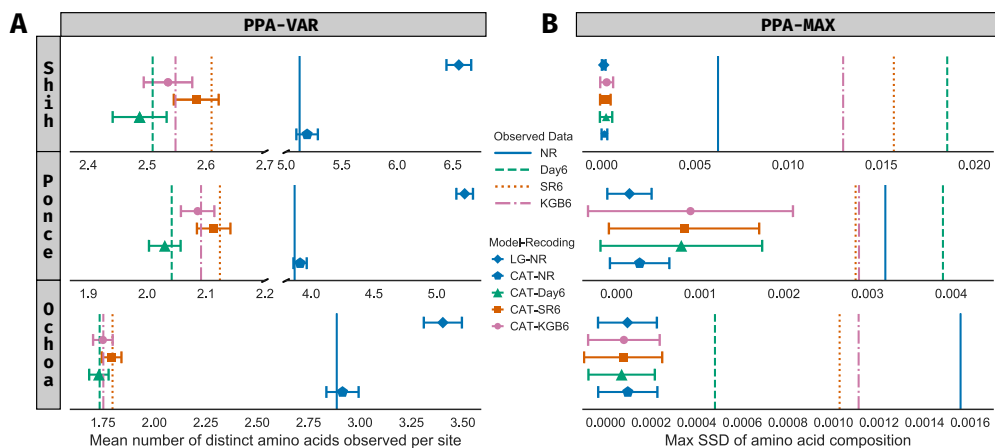 A
PPA-VAR
B
PPA-MAX
Shih
2.4 2.5 2.6 2.7 5.0 5.5 6.0 6.5
0.000 0.005 0.010 0.015 0.020
Observed Data
NR
Day6
SR6
KGB6
Ponce
1.9 2.0 2.1 2.2 4.0 4.5 5.0
0.000 0.001 0.002 0.003 0.004
Model-Recoding
LG-NR
CAT-NR
CAT-Day6
CAT-SR6
CAT-KGB6
Ochoa
1.75 2.00 2.25 2.50 2.75 3.00 3.25 3.50
0.0000 0.0002 0.0004 0.0006 0.0008 0.0010 0.0012 0.0014 0.0016
Mean number of distinct amino acids observed per site
Max SSD of amino acid composition